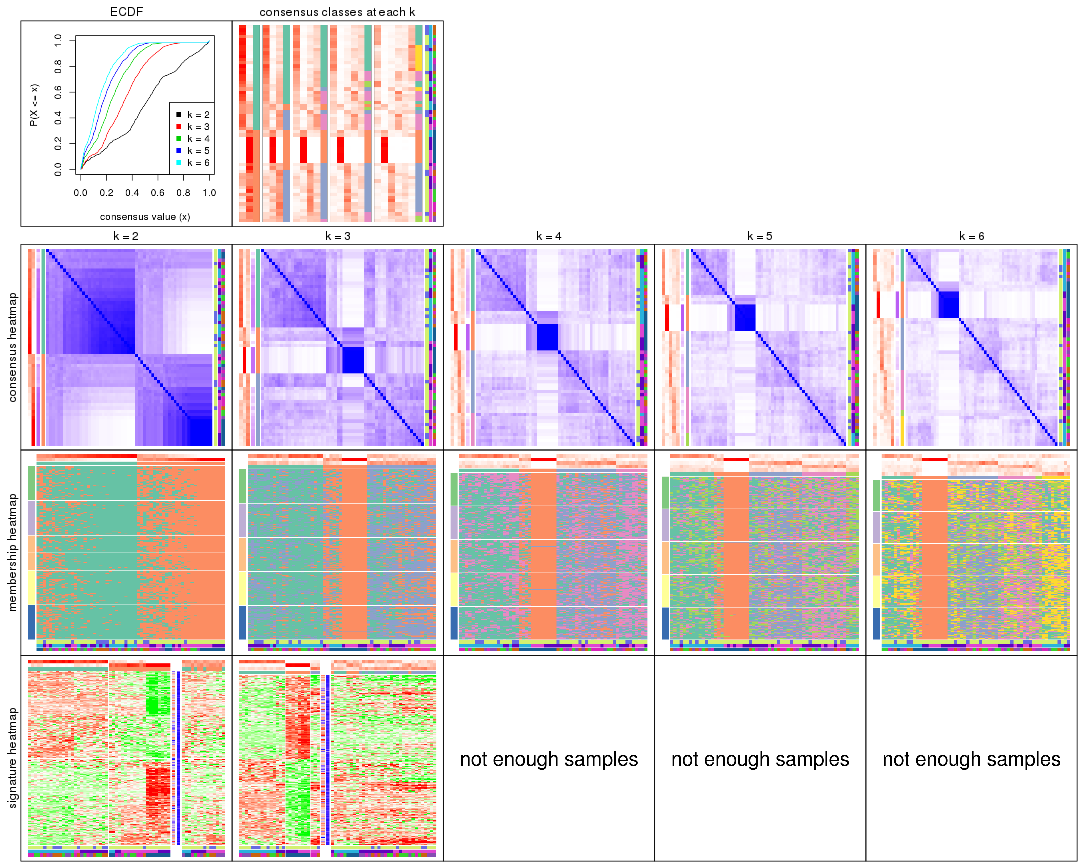 ECDF
consensus classes at each k
P(X <= x)
0.0
0.2
0.4
0.6
0.8
1.0
k = 2
k = 3
k = 4
k = 5
k = 6
0.0 0.2 0.4 0.6 0.8 1.0
consensus value (x)
k = 2
k = 3
k = 4
k = 5
k = 6
consensus heatmap
membership heatmap
signature heatmap
not enough samples
not enough samples
not enough samples